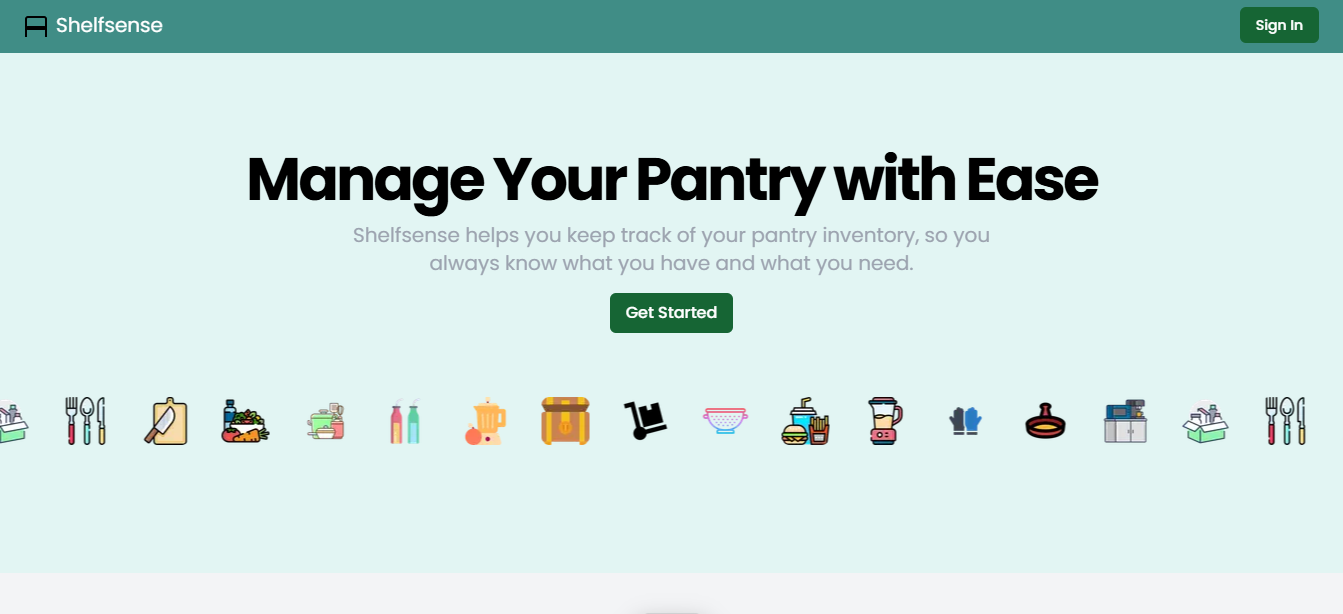 Shelfsense
Sign In
Manage Your Pantry with Ease
Shelfsense helps you keep track of your pantry inventory, so you
always know what you have and what you need.
Get Started